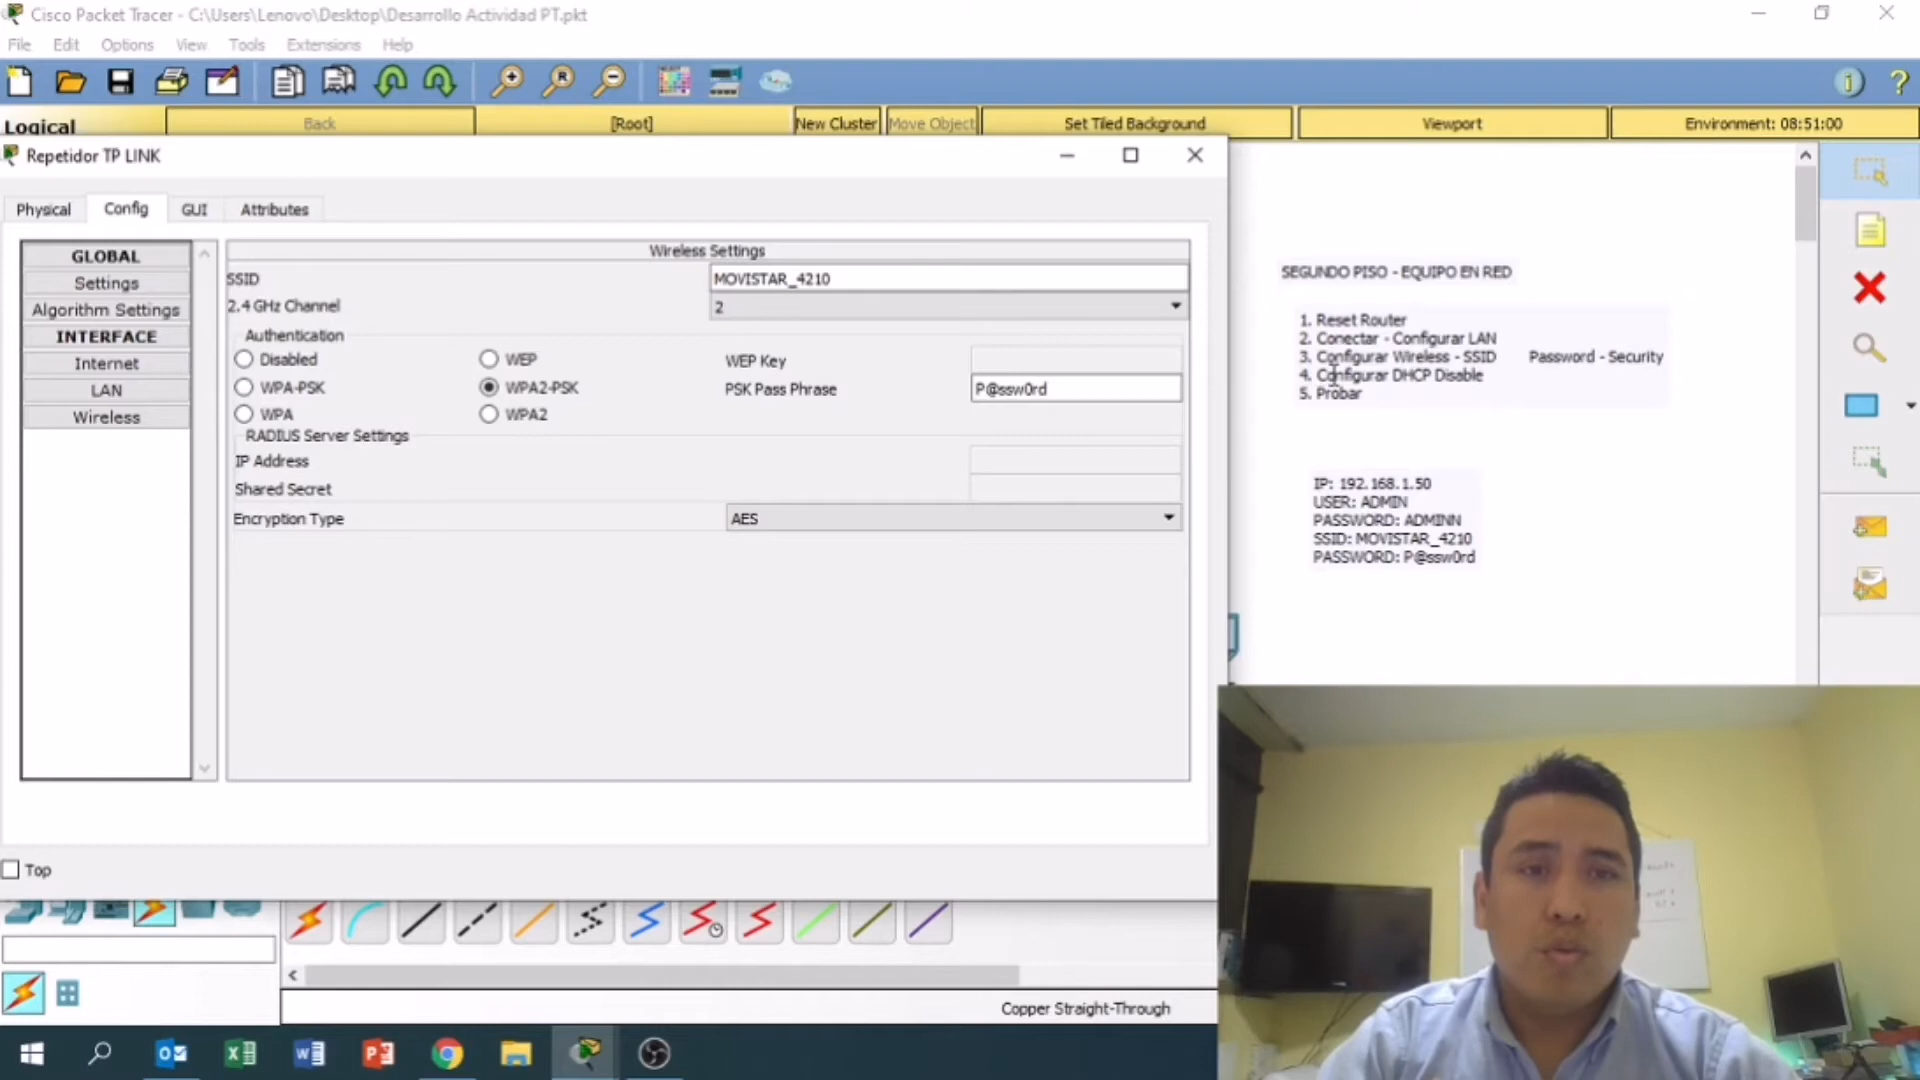 Cisco Packet Tracer - C:\Users\Lenovo\Desktop\Desarrollo Actividad PT.pkt
File Edit Options View Tools Extensions Help
Logical Back [Root] New Cluster Move Object Set Tiled Background Viewport Environment: 08:51:00
Repetidor TP LINK
Physical Config GUI Attributes
GLOBAL
Settings
Algorithm Settings
INTERFACE
Internet
LAN
Wireless
Wireless Settings
SSID MOVISTAR_4210
2.4 GHz Channel 2
Authentication
Disabled WEP WEP Key
WPA-PSK WPA2-PSK PSK Pass Phrase P@ssw0rd
WPA WPA2
RADIUS Server Settings
IP Address
Shared Secret
Encryption Type AES
Top
SEGUNDO PISO - EQUIPO EN RED
1. Reset Router
2. Conectar - Configurar LAN
3. Configurar Wireless - SSID Password - Security
4. Configurar DHCP Disable
5. Probar
IP: 192.168.1.50
USER: ADMIN
PASSWORD: ADMINN
SSID: MOVISTAR_4210
PASSWORD: P@ssw0rd
Copper Straight-Through